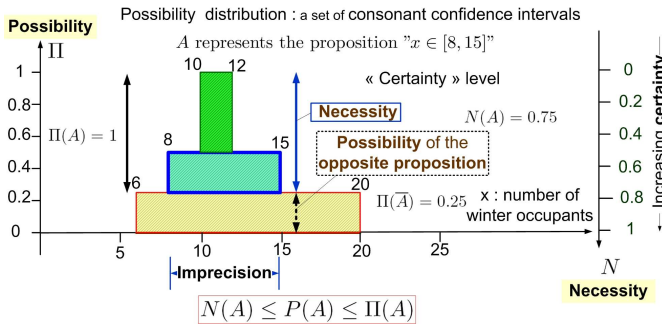 Possibility distribution : a set of consonant confidence intervals
Possibility
Π
A represents the proposition "x ∈ [8, 15]"
10 12
1
0.8
0.6
0.4
0.2
0
« Certainty » level
Π(A) = 1
Necessity
N(A) = 0.75
8
15
Possibility of the
opposite proposition
6
20
Π(A̅) = 0.25
x : number of
winter occupants
5
10
15
20
25
Imprecision
0
0.2
0.4
0.6
0.8
1
Increasing certainty
N
Necessity
N(A) ≤ P(A) ≤ Π(A)